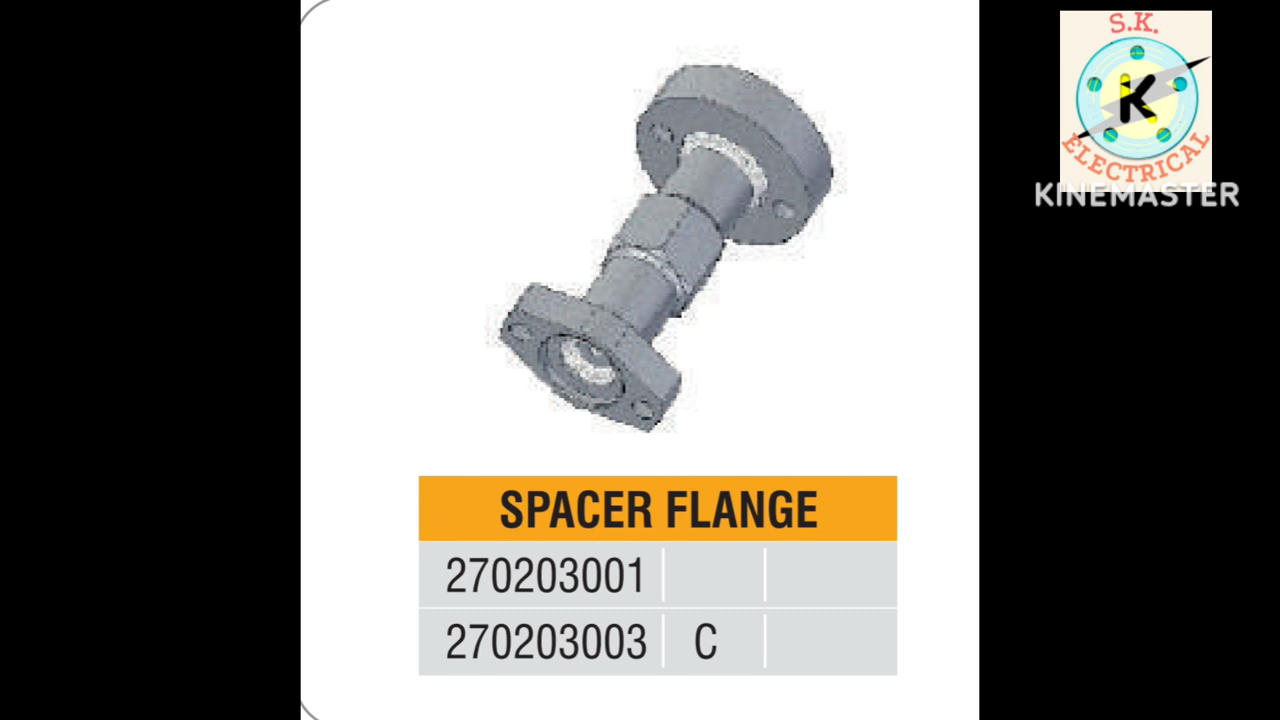 S.K.
K
ELECTRICAL
KINEMASTER
SPACER FLANGE
270203001
270203003 C